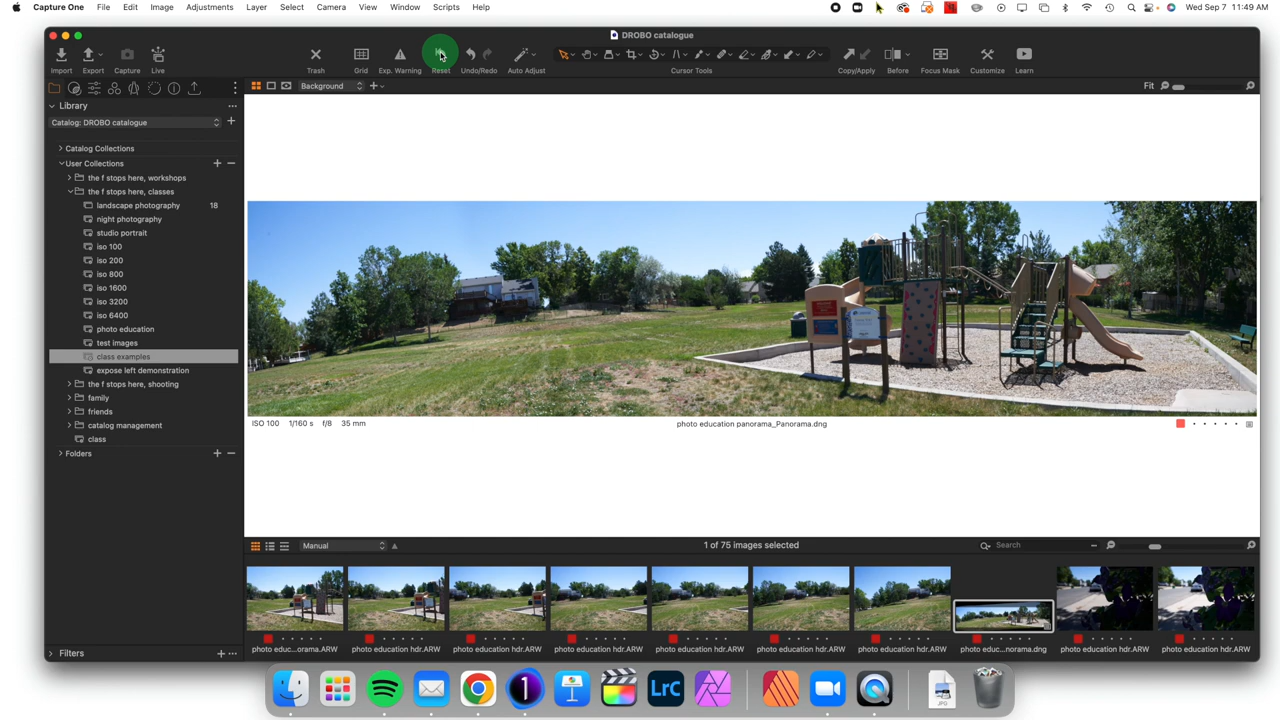 Capture One File Edit Image Adjustments Layer Select Camera View Window Scripts Help
Wed Sep 7 11:49 AM
DROBO catalogue
Import Export Capture Live Trash Grid Exp. Warning Reset Undo/Redo Auto Adjust Cursor Tools Copy/Apply Before Focus Mask Customize Learn
Background
Fit
Library
Catalog: DROBO catalogue
Catalog Collections
User Collections
the f stops here, workshops
the f stops here, classes
landscape photography 18
night photography
studio portrait
iso 100
iso 200
iso 800
iso 1600
iso 3200
iso 6400
photo education
test images
class examples
expose left demonstration
the f stops here, shooting
family
friends
catalog management
class
Folders
ISO 100 1/160 s f/8 35 mm
photo education panorama_Panorama.dng
Manual
1 of 75 images selected
Search
photo educ...orama.ARW photo education hdr.ARW photo education hdr.ARW photo education hdr.ARW photo education hdr.ARW photo education hdr.ARW photo education hdr.ARW photo educ...norama.dng photo education hdr.ARW photo education hdr.ARW
Filters
1
LrC
JPG